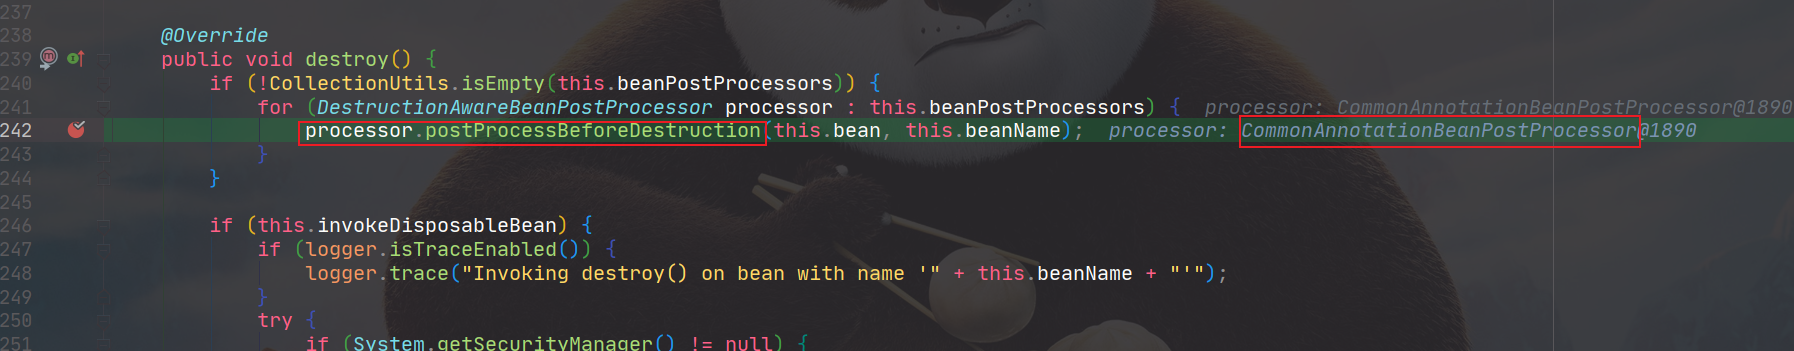 237
238 @Override
239 public void destroy() {
240 if (!CollectionUtils.isEmpty(this.beanPostProcessors)) {
241 for (DestructionAwareBeanPostProcessor processor : this.beanPostProcessors) { processor: CommonAnnotationBeanPostProcessor@1890
242 processor.postProcessBeforeDestruction(this.bean, this.beanName); processor: CommonAnnotationBeanPostProcessor@1890
243 }
244 }
245
246 if (this.invokeDisposableBean) {
247 if (logger.isTraceEnabled()) {
248 logger.trace("Invoking destroy() on bean with name '" + this.beanName + "'");
249 }
250 try {
251 if (System.getSecurityManager() != null) {